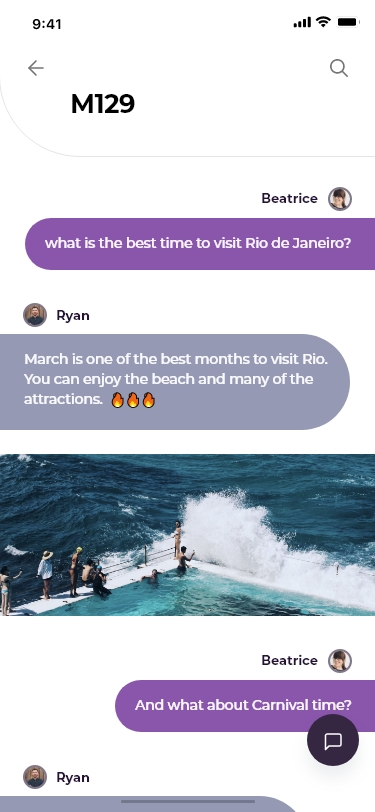 9:41
M129
Beatrice
what is the best time to visit Rio de Janeiro?
Ryan
March is one of the best months to visit Rio.
You can enjoy the beach and many of the
attractions. 🔥🔥🔥
Beatrice
And what about Carnival time?
Ryan